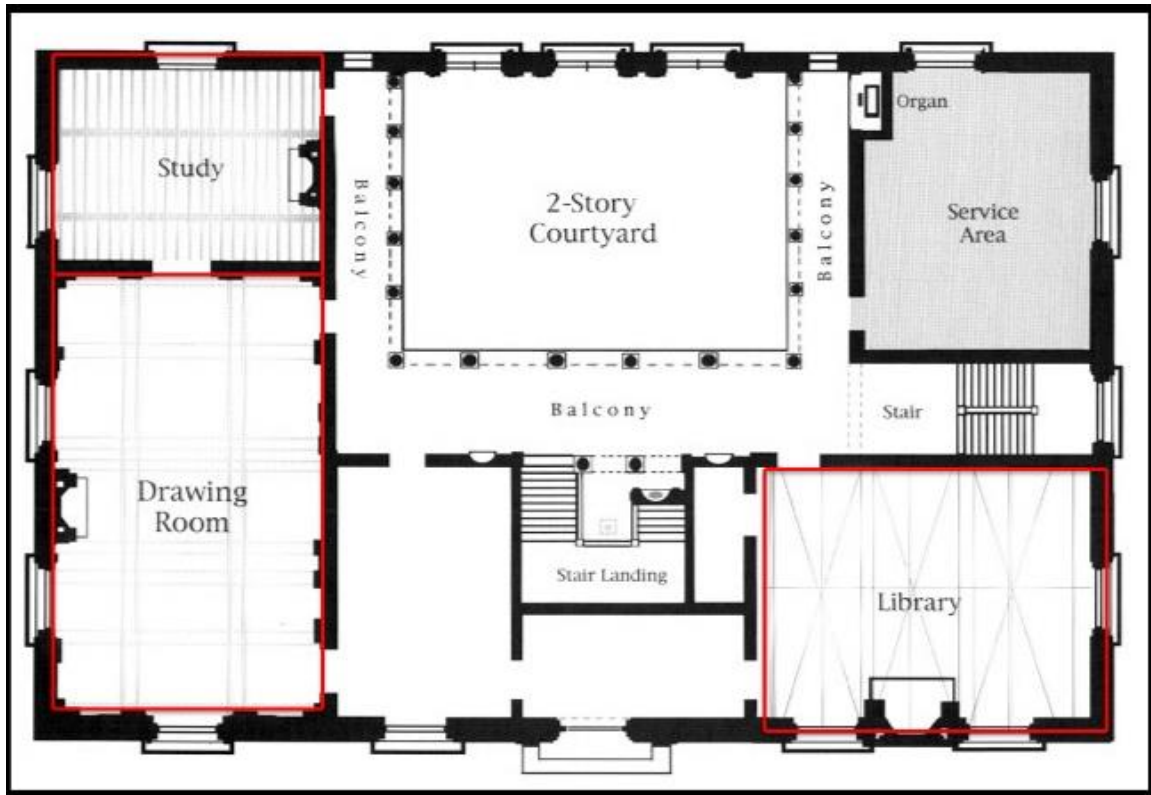 Organ
Study
Balcony
2-Story
Courtyard
Balcony
Service
Area
Balcony
Stair
Drawing
Room
Stair Landing
Library